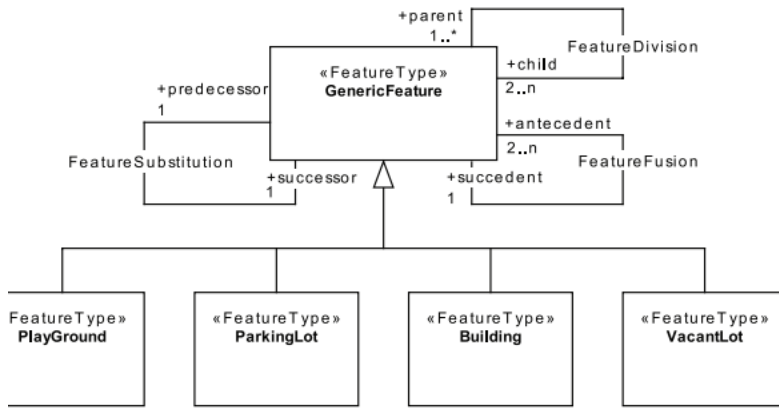 +parent
1..*
FeatureDivision
«FeatureType»
GenericFeature
+child
2..n
+predecessor
1
+antecedent
2..n
FeatureSubstitution
FeatureFusion
+successor
1
+succedent
1
FeatureType»
PlayGround
«FeatureType»
ParkingLot
«FeatureType»
Building
«FeatureType»
VacantLot